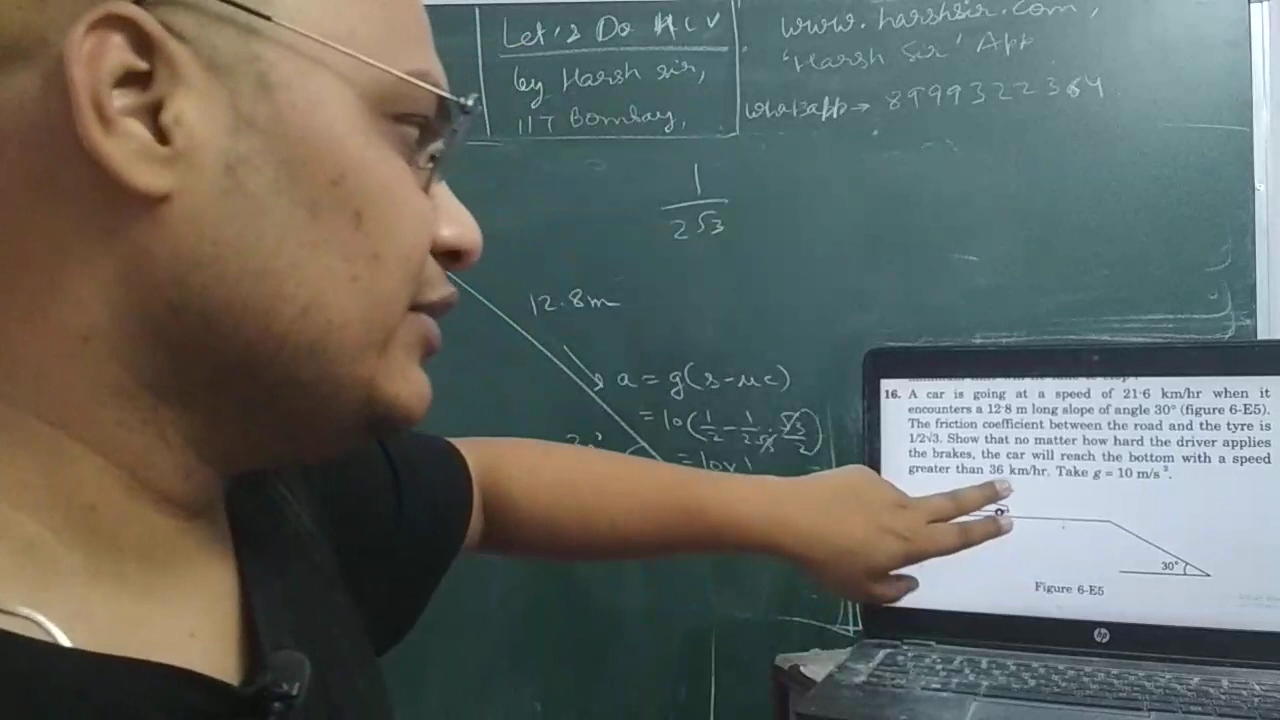 Let's Do HCV
by Harsh sir,
IIT Bombay,
www.harshsir.com,
'Harsh Sir' App
Whatsapp → 8999322364
1
2√3
12.8m
a = g(s-μc)
= 10(1/2 - 1/2√3 · √3/2)
= 10×1
16. A car is going at a speed of 21·6 km/hr when it
encounters a 12·8 m long slope of angle 30° (figure 6-E5).
The friction coefficient between the road and the tyre is
1/2√3. Show that no matter how hard the driver applies
the brakes, the car will reach the bottom with a speed
greater than 36 km/hr. Take g = 10 m/s².
30°
Figure 6-E5
hp